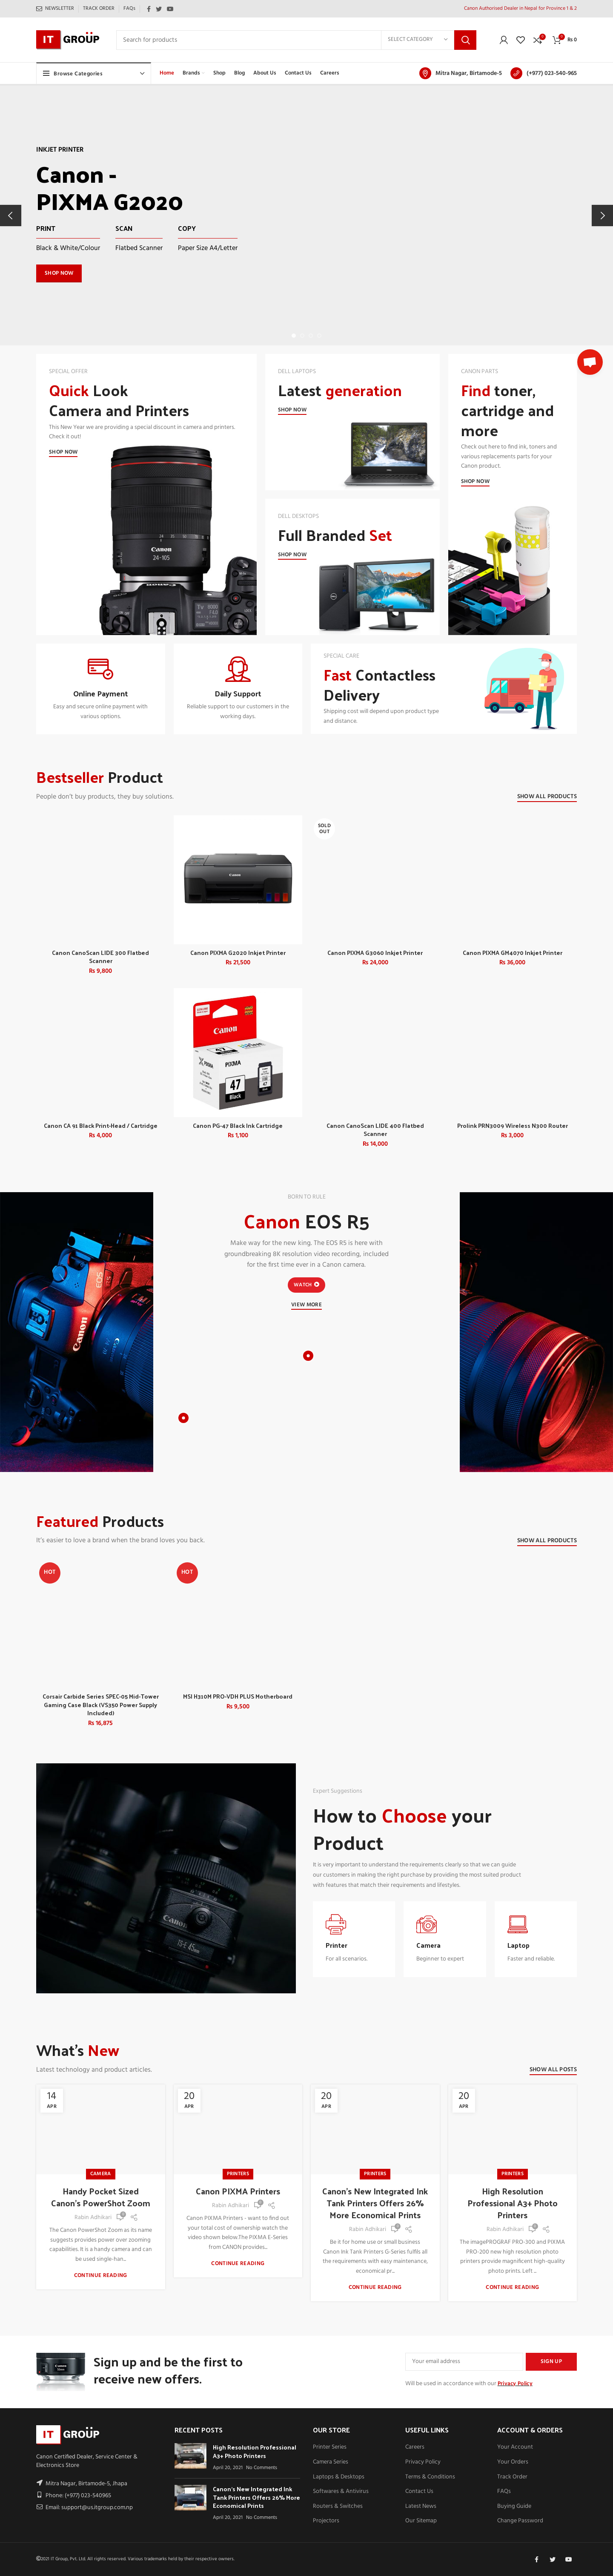 NEWSLETTER TRACK ORDER FAQs Canon Authorised Dealer in Nepal for Province 1 & 2
IT GROUP
Search for products SELECT CATEGORY 0 0 ₨ 0
Browse Categories Home Brands Shop Blog About Us Contact Us Careers Mitra Nagar, Birtamode-5 (+977) 023-540-965
INKJET PRINTER
Canon -
PIXMA G2020
PRINT SCAN COPY
Black & White/Colour Flatbed Scanner Paper Size A4/Letter
SHOP NOW
SPECIAL OFFER
Quick Look
Camera and Printers
This New Year we are providing a special discount in camera and printers.
Check it out!
SHOP NOW
DELL LAPTOPS
Latest generation
SHOP NOW
DELL DESKTOPS
Full Branded Set
SHOP NOW
CANON PARTS
Find toner,
cartridge and
more
Check out here to find ink, toners and
various replacements parts for your
Canon product.
SHOP NOW
Online Payment
Easy and secure online payment with
various options.
Daily Support
Reliable support to our customers in the
working days.
SPECIAL CARE
Fast Contactless
Delivery
Shipping cost will depend upon product type
and distance.
Bestseller Product
People don't buy products, they buy solutions.
SHOW ALL PRODUCTS
SOLD
OUT
Canon CanoScan LIDE 300 Flatbed
Scanner
₨ 9,800
Canon PIXMA G2020 Inkjet Printer
₨ 21,500
Canon PIXMA G3060 Inkjet Printer
₨ 24,000
Canon PIXMA GM4070 Inkjet Printer
₨ 36,000
Canon CA 91 Black Print-Head / Cartridge
₨ 4,000
Canon PG-47 Black Ink Cartridge
₨ 1,100
Canon CanoScan LIDE 400 Flatbed
Scanner
₨ 14,000
Prolink PRN3009 Wireless N300 Router
₨ 3,000
BORN TO RULE
Canon EOS R5
Make way for the new king. The EOS R5 is here with
groundbreaking 8K resolution video recording, included
for the first time ever in a Canon camera.
WATCH
VIEW MORE
Featured Products
It's easier to love a brand when the brand loves you back.
SHOW ALL PRODUCTS
HOT HOT
Corsair Carbide Series SPEC-05 Mid-Tower
Gaming Case Black (VS350 Power Supply
Included)
₨ 16,875
MSI H310M PRO-VDH PLUS Motherboard
₨ 9,500
Expert Suggestions
How to Choose your
Product
It is very important to understand the requirements clearly so that we can guide
our customers in making the right purchase by providing the most suited product
with features that match their requirements and lifestyles.
Printer
For all scenarios.
Camera
Beginner to expert
Laptop
Faster and reliable.
What's New
Latest technology and product articles.
SHOW ALL POSTS
14
APR
CAMERA
Handy Pocket Sized
Canon's PowerShot Zoom
Rabin Adhikari
The Canon PowerShot Zoom as its name
suggests provides power over zooming
capabilities. It is a handy camera and can
be used single-han...
CONTINUE READING
20
APR
PRINTERS
Canon PIXMA Printers
Rabin Adhikari
Canon PIXMA Printers - want to find out
your total cost of ownership watch the
video shown below.The PIXMA E-Series
from CANON provides...
CONTINUE READING
20
APR
PRINTERS
Canon's New Integrated Ink
Tank Printers Offers 26%
More Economical Prints
Rabin Adhikari
Be it for home use or small business
Canon Ink Tank Printers G-Series fulfils all
the requirements with easy maintenance,
economical pr...
CONTINUE READING
20
APR
PRINTERS
High Resolution
Professional A3+ Photo
Printers
Rabin Adhikari
The imagePROGRAF PRO-300 and PIXMA
PRO-200 new high resolution photo
printers provide magnificent high-quality
photo prints. Left ...
CONTINUE READING
Sign up and be the first to
receive new offers.
Your email address SIGN UP
Will be used in accordance with our Privacy Policy
IT GROUP
Canon Certified Dealer, Service Center &
Electronics Store
Mitra Nagar, Birtamode-5, Jhapa
Phone: (+977) 023-540965
Email: support@us.itgroup.com.np
RECENT POSTS
High Resolution Professional
A3+ Photo Printers
April 20, 2021 No Comments
Canon's New Integrated Ink
Tank Printers Offers 26% More
Economical Prints
April 20, 2021 No Comments
OUR STORE
Printer Series
Camera Series
Laptops & Desktops
Softwares & Antivirus
Routers & Switches
Projectors
USEFUL LINKS
Careers
Privacy Policy
Terms & Conditions
Contact Us
Latest News
Our Sitemap
ACCOUNT & ORDERS
Your Account
Your Orders
Track Order
FAQs
Buying Guide
Change Password
©2021 IT Group, Pvt. Ltd. All rights reserved. Various trademarks held by their respective owners.